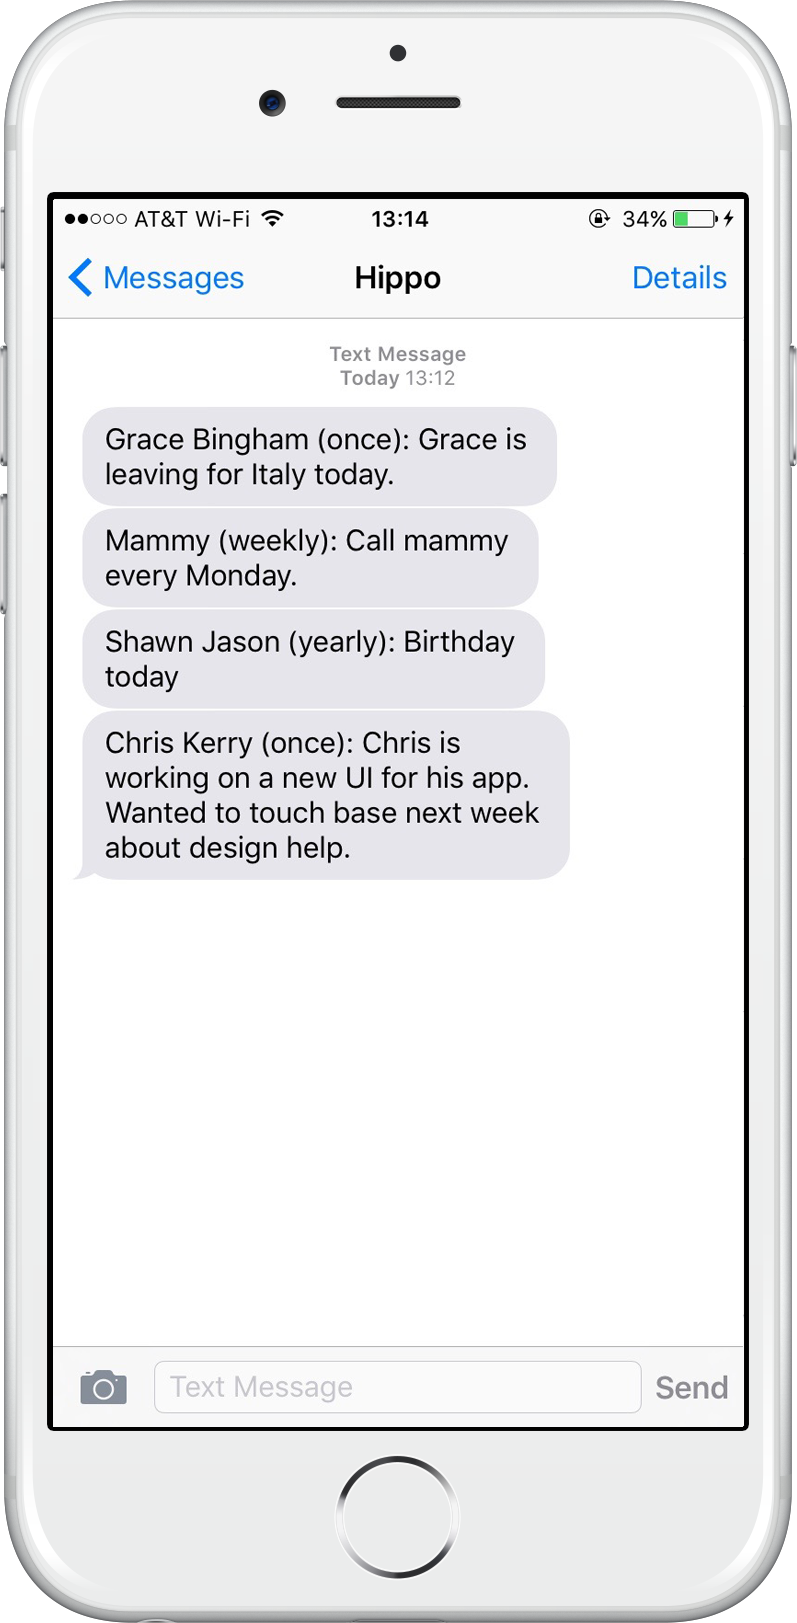 AT&T Wi-Fi 13:14 34%
Messages Hippo Details
Text Message
Today 13:12
Grace Bingham (once): Grace is
leaving for Italy today.
Mammy (weekly): Call mammy
every Monday.
Shawn Jason (yearly): Birthday
today
Chris Kerry (once): Chris is
working on a new UI for his app.
Wanted to touch base next week
about design help.
Text Message Send